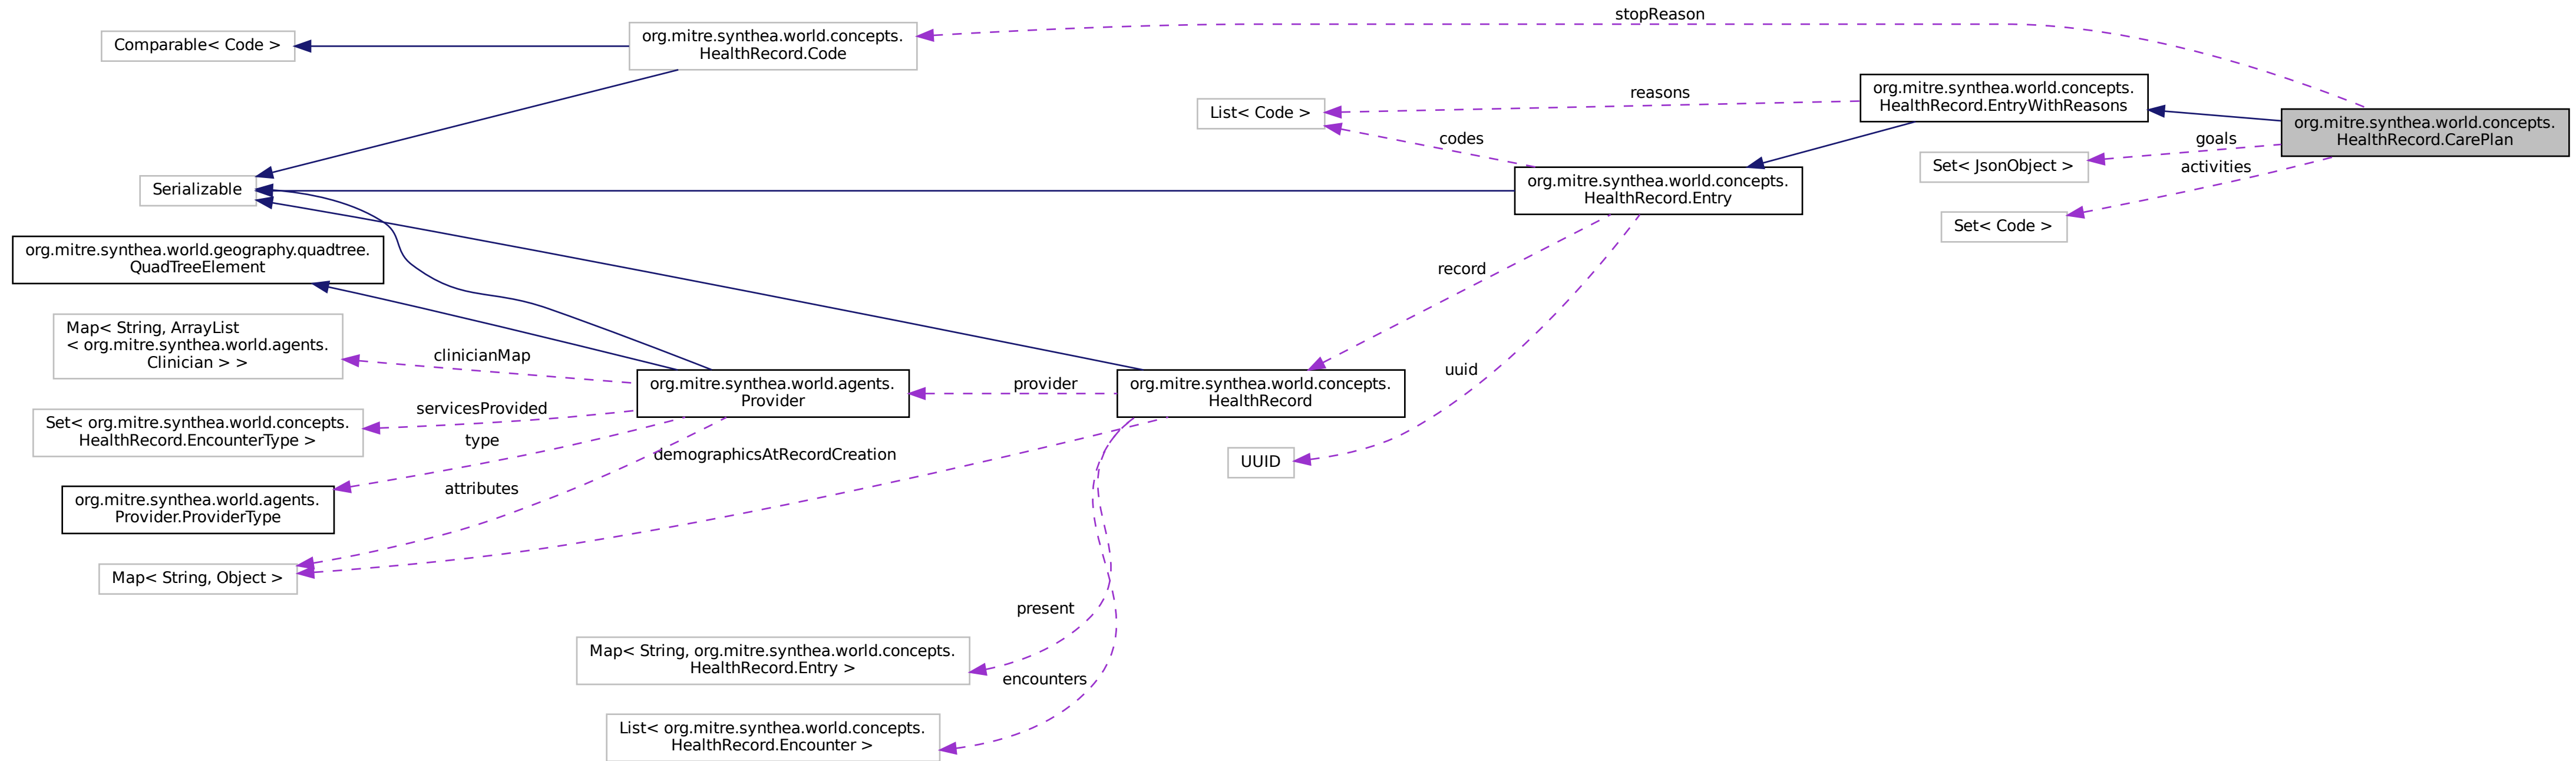 stopReason
Comparable< Code >
org.mitre.synthea.world.concepts.
HealthRecord.Code
org.mitre.synthea.world.concepts.
HealthRecord.EntryWithReasons
reasons
List< Code >
codes
org.mitre.synthea.world.concepts.
HealthRecord.CarePlan
goals
Set< JsonObject >
activities
Set< Code >
Serializable
org.mitre.synthea.world.concepts.
HealthRecord.Entry
org.mitre.synthea.world.geography.quadtree.
QuadTreeElement
record
uuid
Map< String, ArrayList
< org.mitre.synthea.world.agents.
Clinician > >
clinicianMap
org.mitre.synthea.world.agents.
Provider
provider
org.mitre.synthea.world.concepts.
HealthRecord
servicesProvided
Set< org.mitre.synthea.world.concepts.
HealthRecord.EncounterType >
type
demographicsAtRecordCreation
UUID
attributes
org.mitre.synthea.world.agents.
Provider.ProviderType
Map< String, Object >
present
Map< String, org.mitre.synthea.world.concepts.
HealthRecord.Entry >
encounters
List< org.mitre.synthea.world.concepts.
HealthRecord.Encounter >